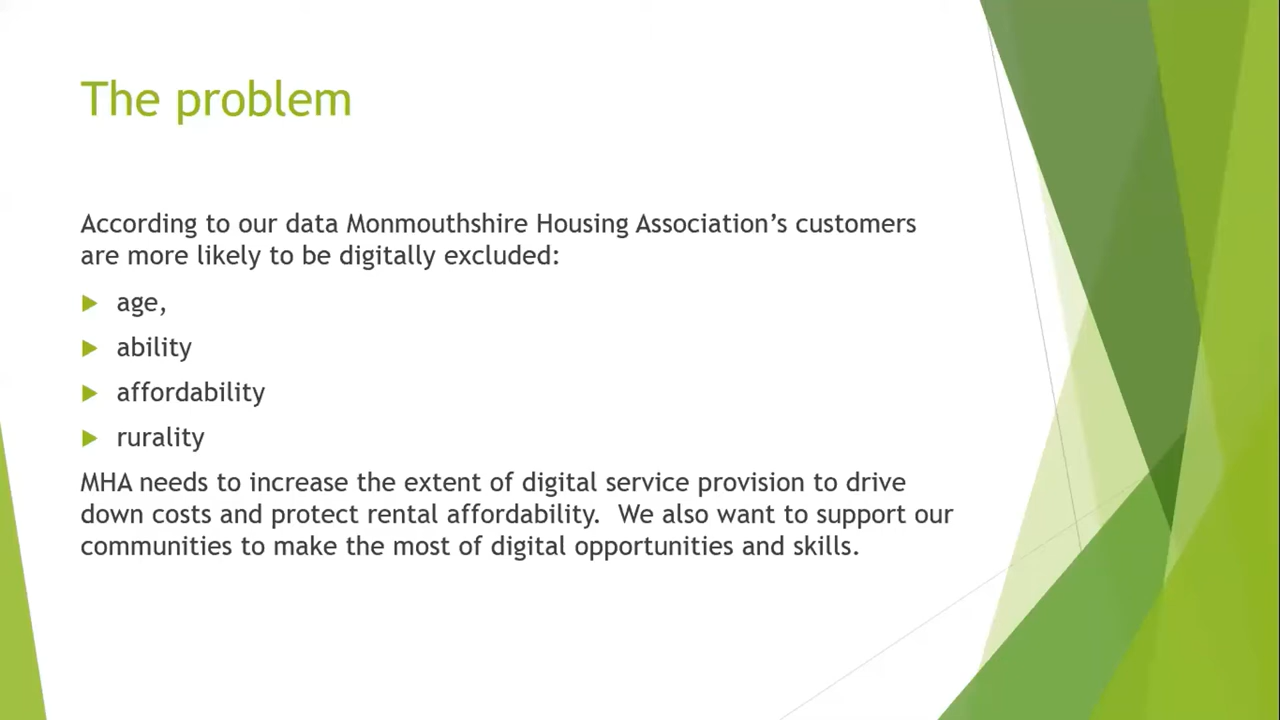 The problem
According to our data Monmouthshire Housing Association’s customers
are more likely to be digitally excluded:
age,
ability
affordability
rurality
MHA needs to increase the extent of digital service provision to drive
down costs and protect rental affordability.  We also want to support our
communities to make the most of digital opportunities and skills.